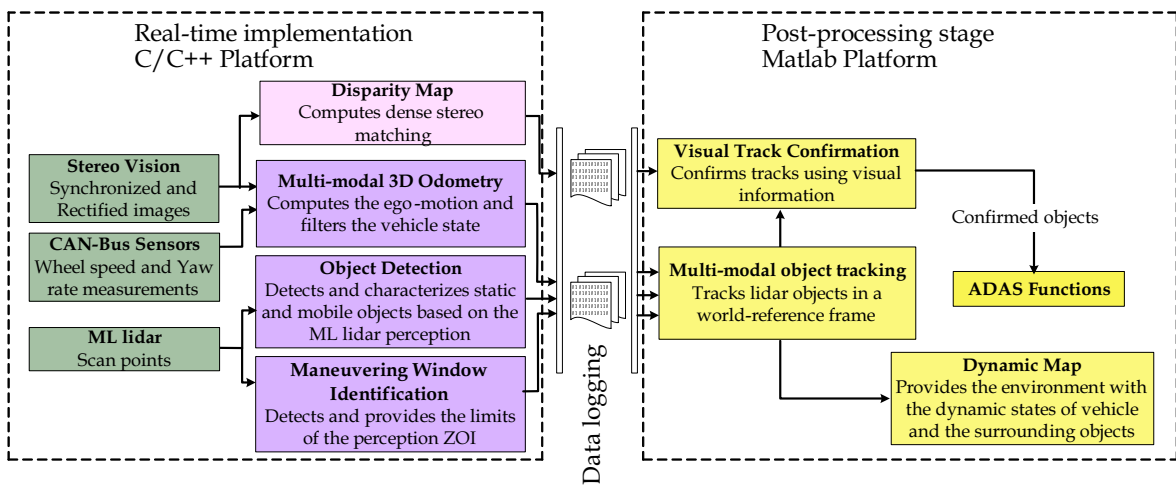 Real-time implementation
C/C++ Platform
Disparity Map
Computes dense stereo
matching
Stereo Vision
Synchronized and
Rectified images
Multi-modal 3D Odometry
Computes the ego-motion and
filters the vehicle state
CAN-Bus Sensors
Wheel speed and Yaw
rate measurements
Object Detection
Detects and characterizes static
and mobile objects based on the
ML lidar perception
ML lidar
Scan points
Maneuvering Window
Identification
Detects and provides the limits
of the perception ZOI
Data logging
Post-processing stage
Matlab Platform
Visual Track Confirmation
Confirms tracks using visual
information
Confirmed objects
Multi-modal object tracking
Tracks lidar objects in a
world-reference frame
ADAS Functions
Dynamic Map
Provides the environment with
the dynamic states of vehicle
and the surrounding objects